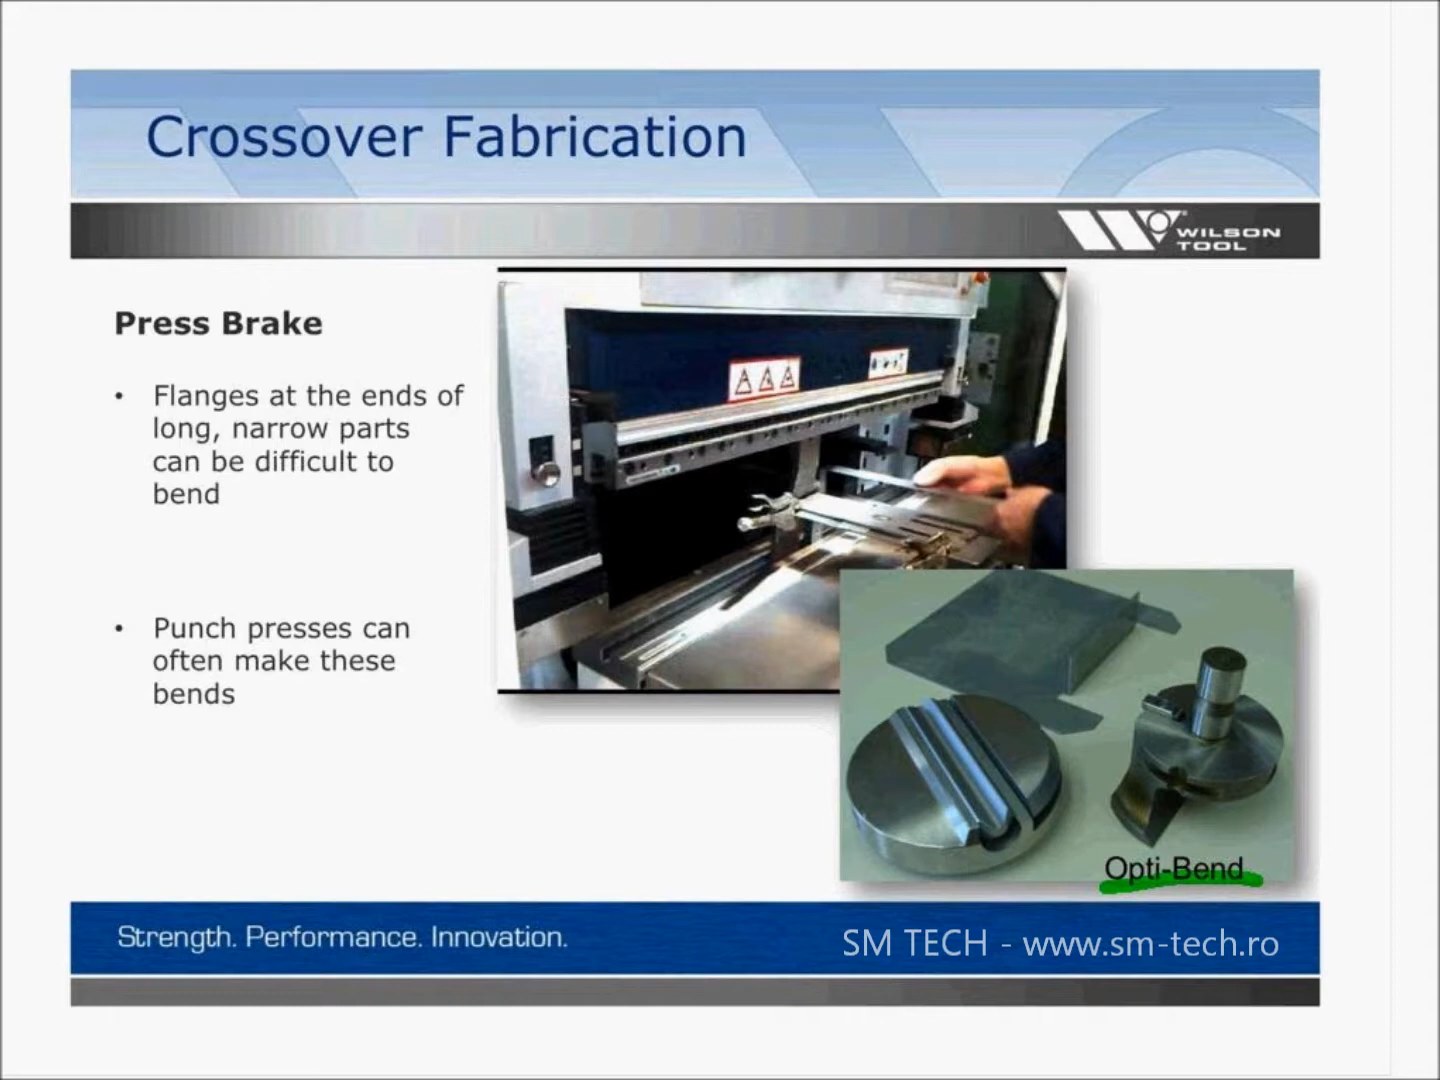 Crossover Fabrication
WILSON
TOOL
Press Brake
• Flanges at the ends of
long, narrow parts
can be difficult to
bend
• Punch presses can
often make these
bends
Opti-Bend
Strength. Performance. Innovation.
SM TECH - www.sm-tech.ro